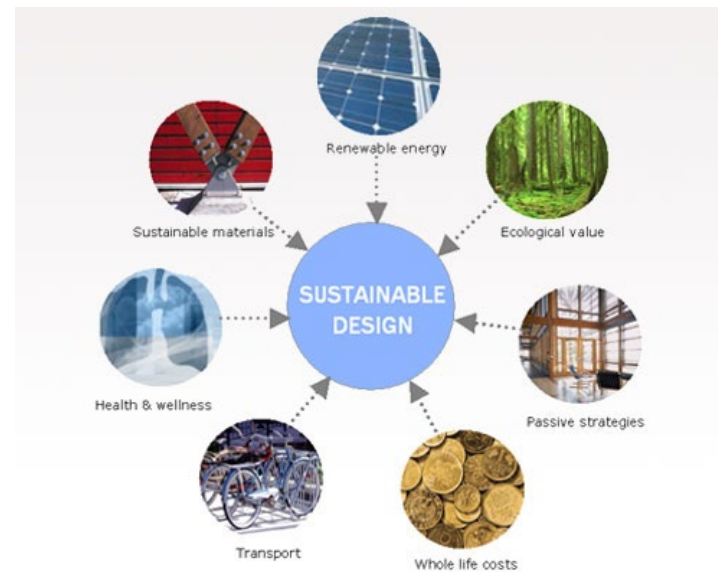 Renewable energy
Sustainable materials
Ecological value
SUSTAINABLE
DESIGN
Health & wellness
Passive strategies
Transport
Whole life costs